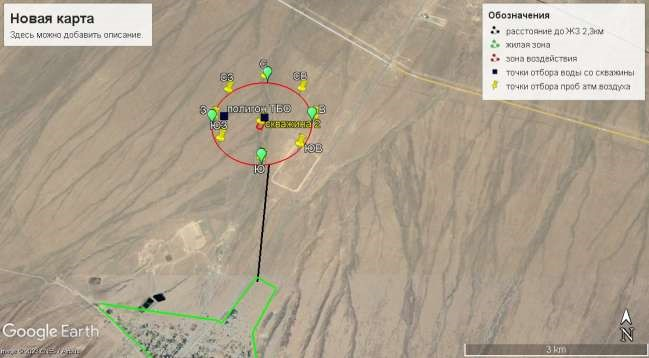 Новая карта
Здесь можно добавить описание.
Обозначения
расстояние до ЖЗ 2,3км
жилая зона
зона воздействия
точки отбора воды со скважины
точки отбора проб атм.воздуха
С
СЗ
СВ
З
полигон ТБО
В
ЮЗ
скважина 2
ЮВ
Ю
Google Earth
3 km
N